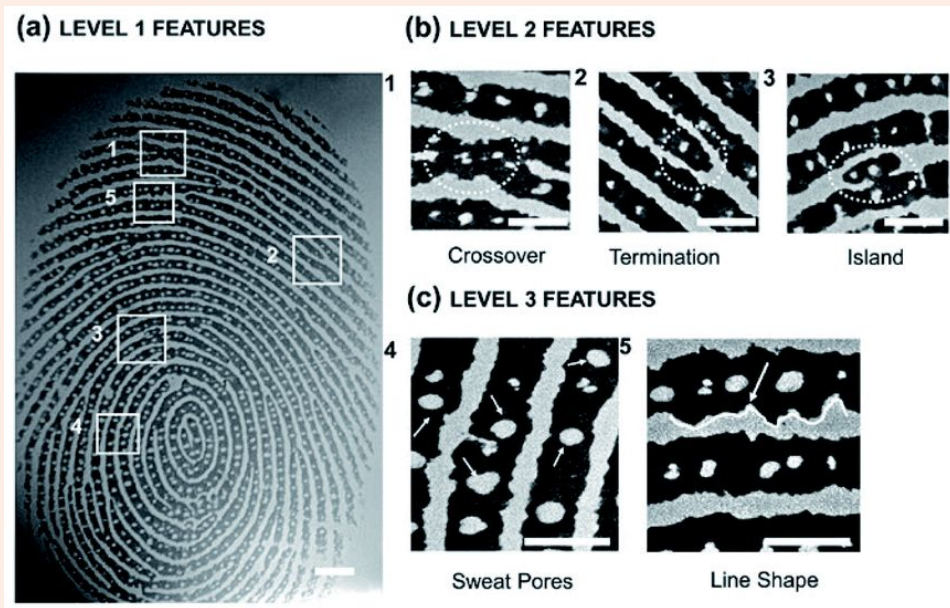 (a) LEVEL 1 FEATURES
1
5
2
3
4
(b) LEVEL 2 FEATURES
1
2
3
Crossover
Termination
Island
(c) LEVEL 3 FEATURES
4
5
Sweat Pores
Line Shape